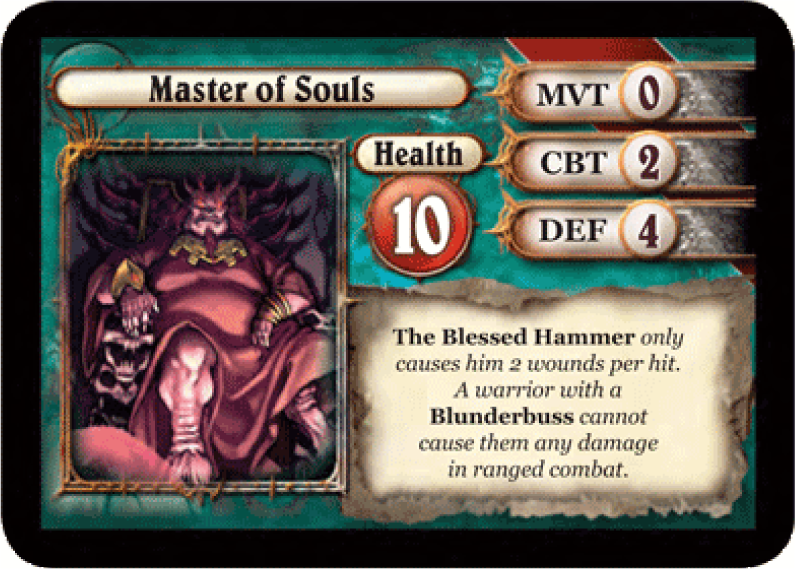 Master of Souls
MVT 0
Health
CBT 2
10
DEF 4
The Blessed Hammer only
causes him 2 wounds per hit.
A warrior with a
Blunderbuss cannot
cause them any damage
in ranged combat.